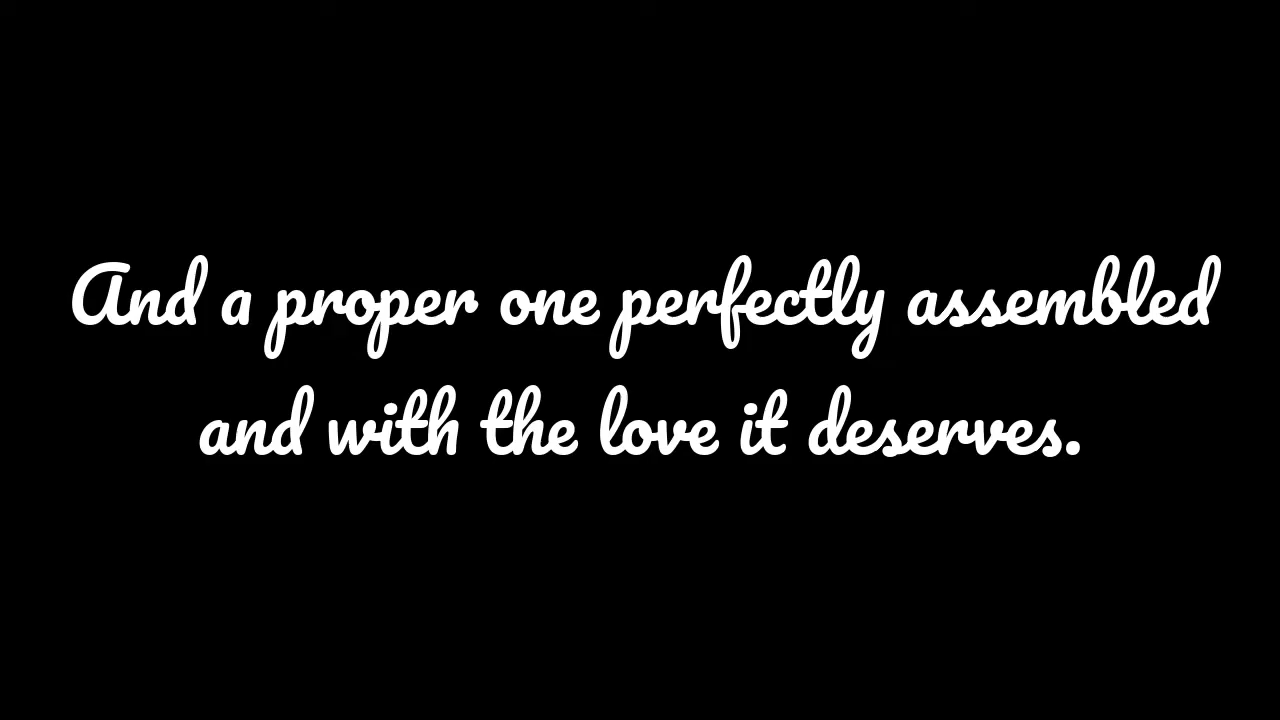 And a proper one perfectly assembled
and with the love it deserves.